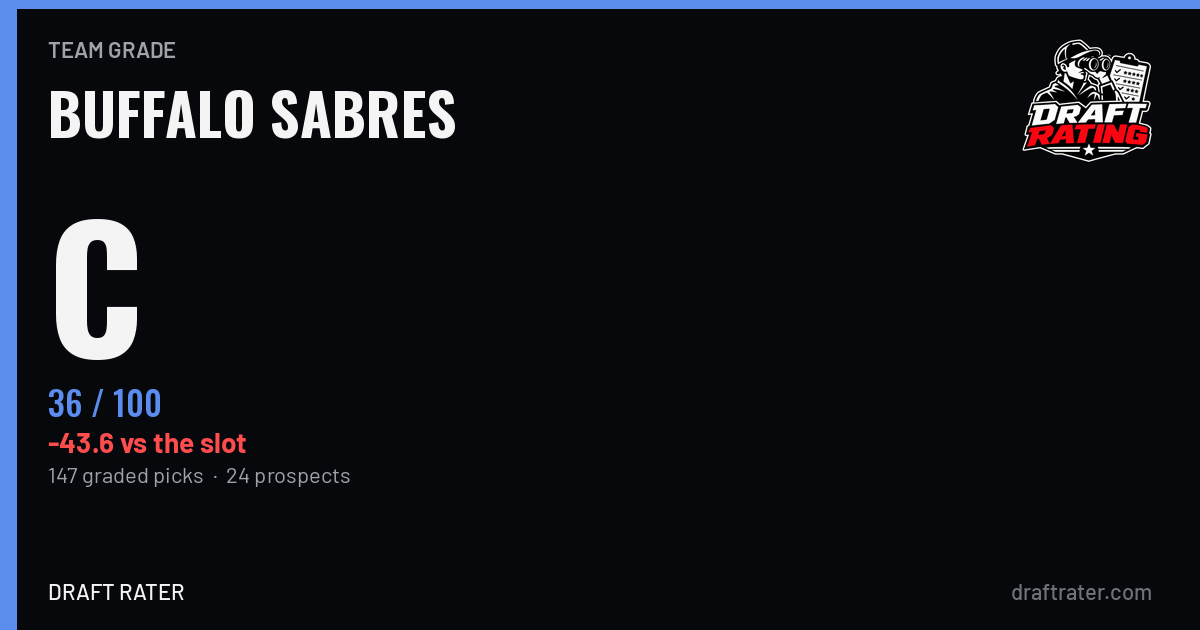 TEAM GRADE
BUFFALO SABRES
DRAFT
RATING
C
36 / 100
-43.6 vs the slot
147 graded picks · 24 prospects
DRAFT RATER
draftrater.com